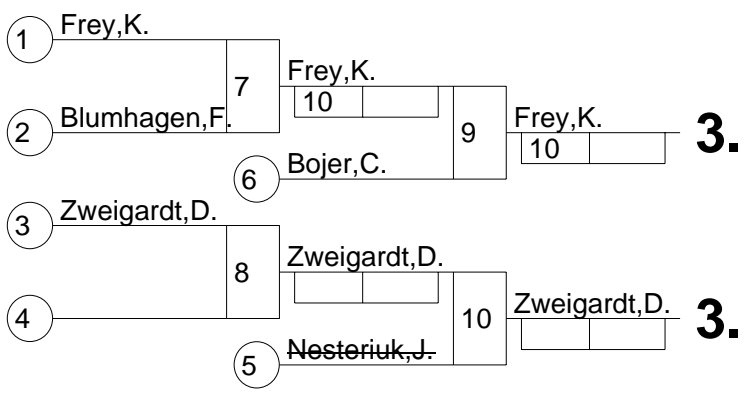 1 Frey,K.
7
Frey,K.
10
2 Blumhagen,F.
9
Frey,K.
10
3.
6 Bojer,C.
3 Zweigardt,D.
8
Zweigardt,D.
4
10
Zweigardt,D.
3.
5 Nesteriuk,J.